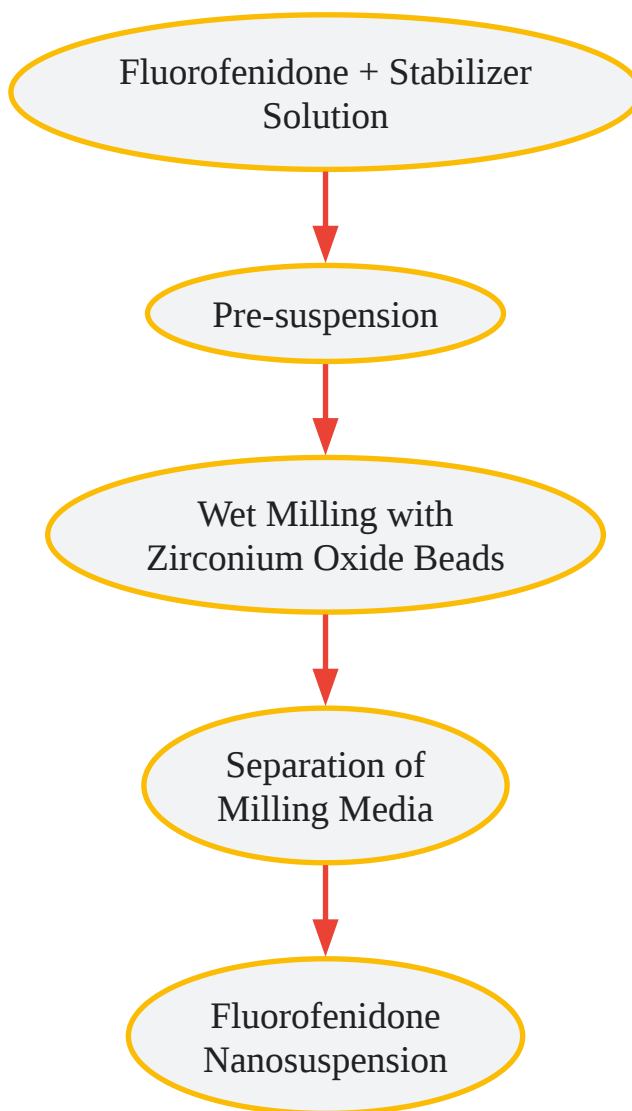 Fluorofenidone + Stabilizer
Solution
Pre-suspension
Wet Milling with
Zirconium Oxide Beads
Separation of
Milling Media
Fluorofenidone
Nanosuspension